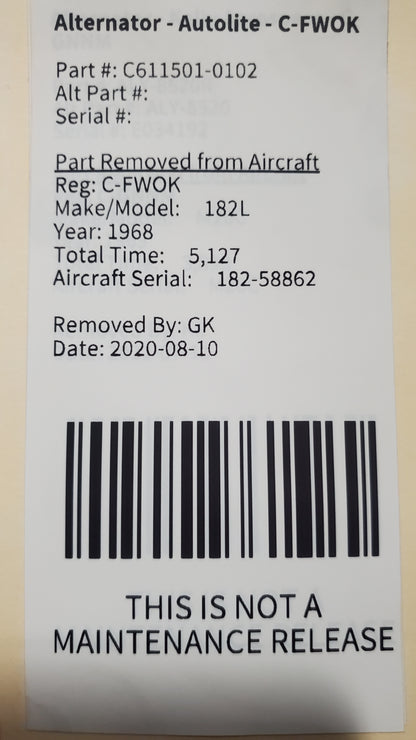 Alternator - Autolite - C-FWOK
Part #: C611501-0102
Alt Part #:
Serial #:
Part Removed from Aircraft
Reg: C-FWOK
Make/Model: 182L
Year: 1968
Total Time: 5,127
Aircraft Serial: 182-58862
Removed By: GK
Date: 2020-08-10
THIS IS NOT A
MAINTENANCE RELEASE